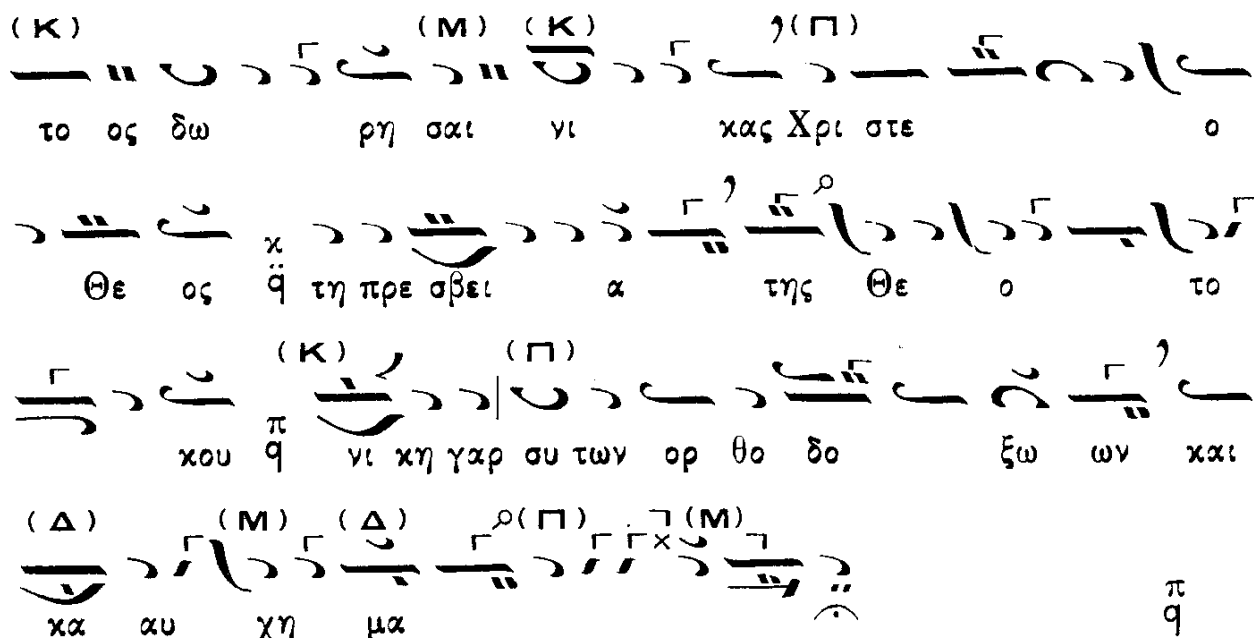 (Κ) (Μ) (Κ) (Π)
το ος δω ρη σαι νι κας Χρι στε ο
κ
Θε ος q̈ τη πρε σβει α της Θε ο το
(Κ) (Π)
π
κου q νι κη γαρ συ των ορ θο δο ξω ων και
(Δ) (Μ) (Δ) (Π) (Μ)
π
κα αυ χη μα q